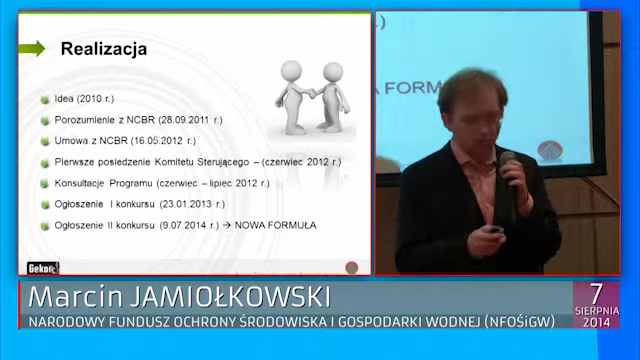 Realizacja
Idea (2010 r.)
Porozumienie z NCBR (28.09.2011 r.)
Umowa z NCBR (16.05.2012 r.)
Pierwsze posiedzenie Komitetu Sterującego – (czerwiec 2012 r.)
Konsultacje Programu (czerwiec – lipiec 2012 r.)
Ogłoszenie I konkursu (23.01.2013 r.)
Ogłoszenie II konkursu (9.07.2014 r.) → NOWA FORMUŁA
Gekon
.)
A FORM
Marcin JAMIOŁKOWSKI
NARODOWY FUNDUSZ OCHRONY ŚRODOWISKA I GOSPODARKI WODNEJ (NFOŚiGW)
7
SIERPNIA
2014